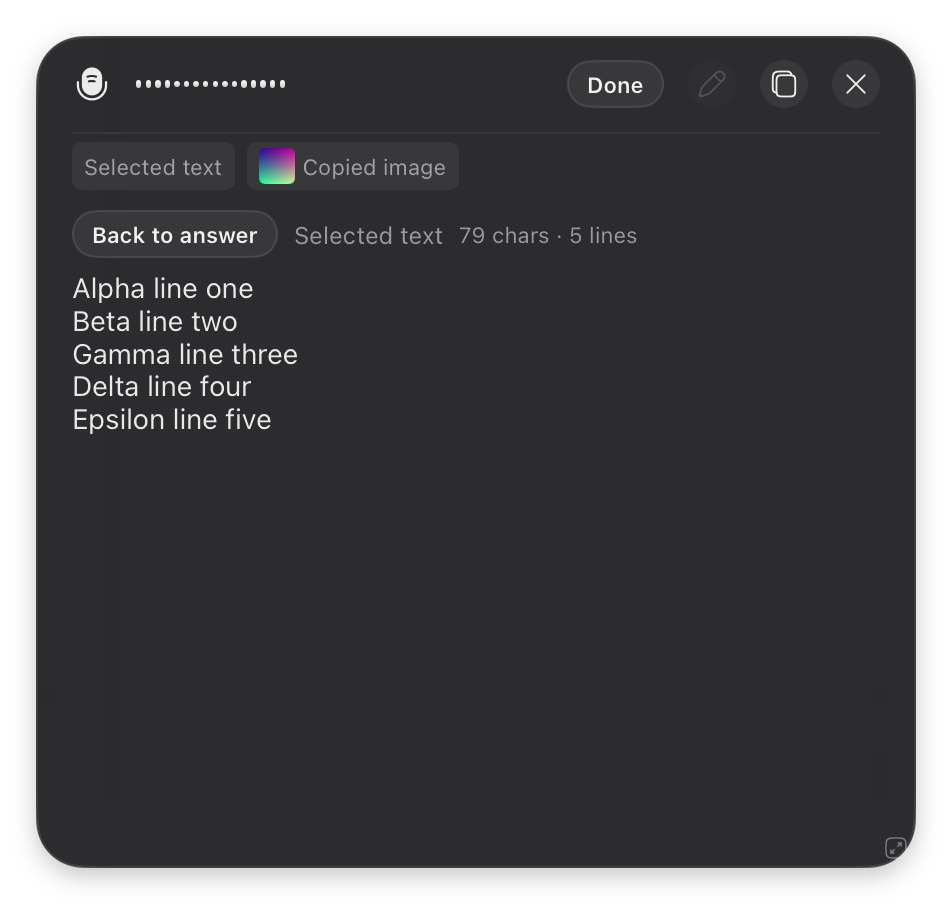 Done
Selected text
Copied image
Back to answer
Selected text
79 chars · 5 lines
Alpha line one
Beta line two
Gamma line three
Delta line four
Epsilon line five